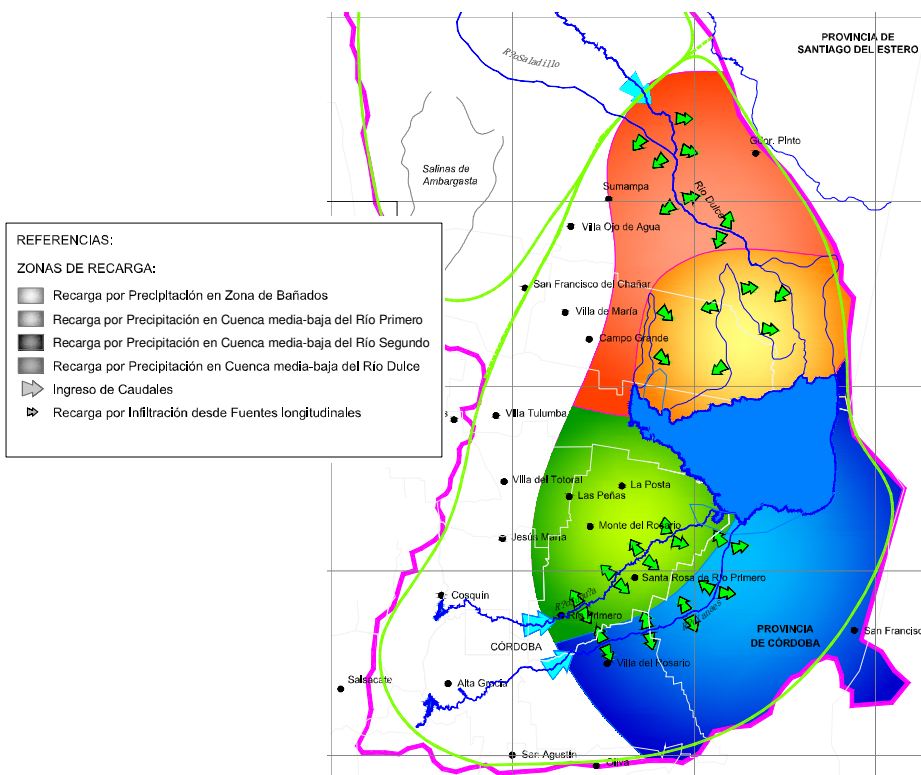 PROVINCIA DE
SANTIAGO DEL ESTERO
R?oSaladillo
Gdor. Pinto
Salinas de
Ambargasta
Sumampa
Río Dulce
Villa Ojo de Agua
REFERENCIAS:
ZONAS DE RECARGA:
Recarga por Precipitación en Zona de Bañados
Recarga por Precipitación en Cuenca media-baja del Río Primero
Recarga por Precipitación en Cuenca media-baja del Río Segundo
Recarga por Precipitación en Cuenca media-baja del Río Dulce
Ingreso de Caudales
Recarga por Infiltración desde Fuentes longitudinales
San Francisco del Chañar
Villa de María
Campo Grande
Villa Tulumba
Villa del Totoral
La Posta
Las Peñas
Monte del Rosario
Jesús María
Santa Rosa de Río Primero
Cosquín
Río Primero
CÓRDOBA
PROVINCIA
DE CÓRDOBA
San Francisco
Villa del Rosario
Salsacate
Alta Gracia
San Agustín
Oliva